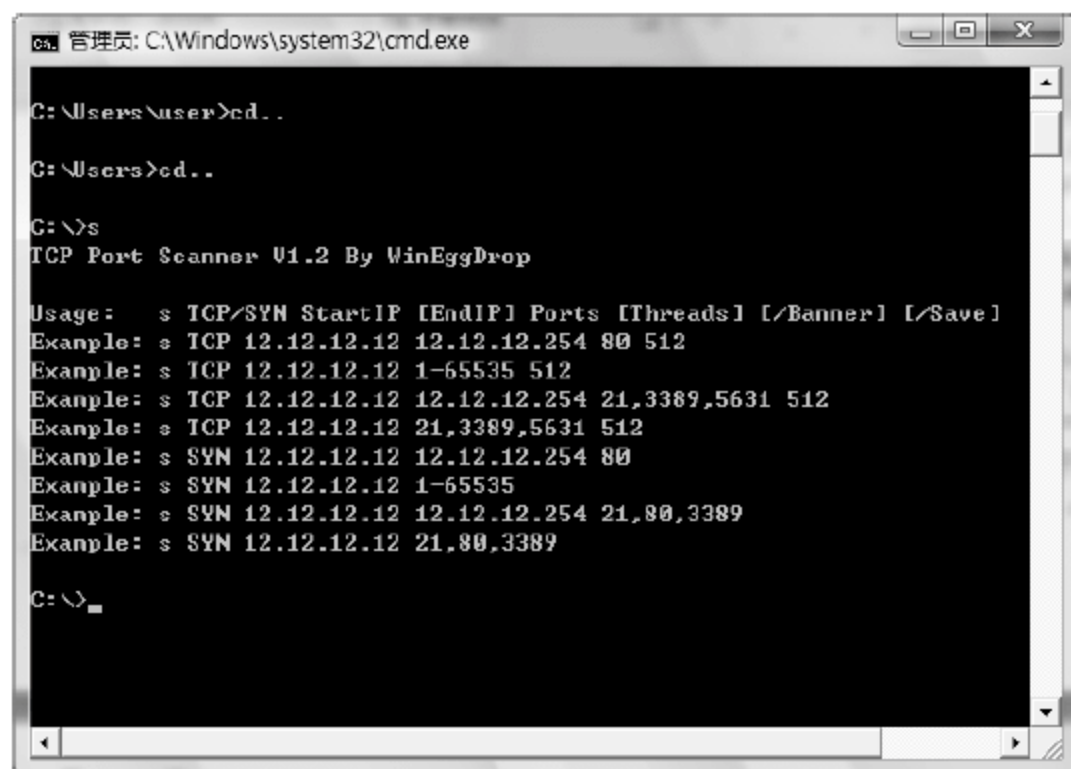 管理员: C:\Windows\system32\cmd.exe
C:\Users\user>cd..
C:\Users>cd..
C:\>s
TCP Port Scanner V1.2 By WinEggDrop
Usage:   s TCP/SYN StartIP [EndIP] Ports [Threads] [/Banner] [/Save]
Example: s TCP 12.12.12.12 12.12.12.254 80 512
Example: s TCP 12.12.12.12 1-65535 512
Example: s TCP 12.12.12.12 12.12.12.254 21,3389,5631 512
Example: s TCP 12.12.12.12 21,3389,5631 512
Example: s SYN 12.12.12.12 12.12.12.254 80
Example: s SYN 12.12.12.12 1-65535
Example: s SYN 12.12.12.12 12.12.12.254 21,80,3389
Example: s SYN 12.12.12.12 21,80,3389
C:\>_